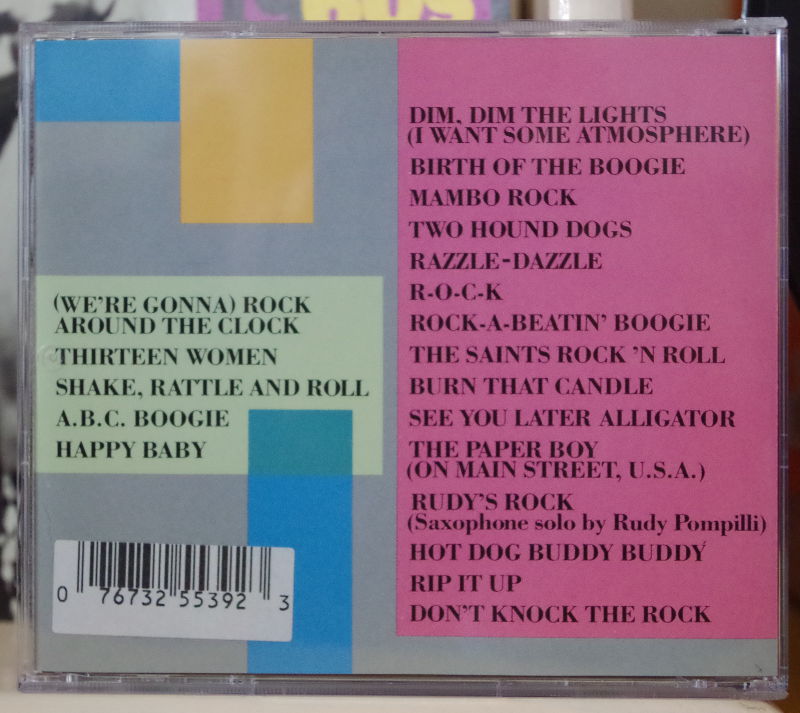 (WE'RE GONNA) ROCK
AROUND THE CLOCK
THIRTEEN WOMEN
SHAKE, RATTLE AND ROLL
A.B.C. BOOGIE
HAPPY BABY
0 76732 55392 3
DIM, DIM THE LIGHTS
(I WANT SOME ATMOSPHERE)
BIRTH OF THE BOOGIE
MAMBO ROCK
TWO HOUND DOGS
RAZZLE-DAZZLE
R-O-C-K
ROCK-A-BEATIN' BOOGIE
THE SAINTS ROCK 'N ROLL
BURN THAT CANDLE
SEE YOU LATER ALLIGATOR
THE PAPER BOY
(ON MAIN STREET, U.S.A.)
RUDY'S ROCK
(Saxophone solo by Rudy Pompilli)
HOT DOG BUDDY BUDDY
RIP IT UP
DON'T KNOCK THE ROCK